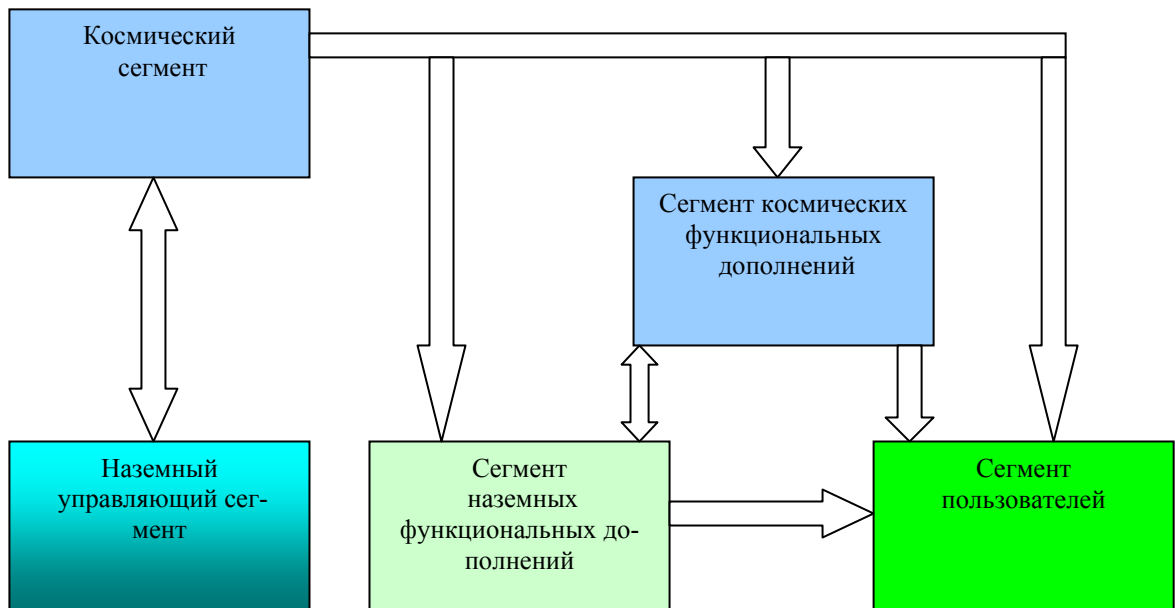 Космический
сегмент
Сегмент космических
функциональных
дополнений
Наземный
управляющий сег-
мент
Сегмент
наземных
функциональных до-
полнений
Сегмент
пользователей